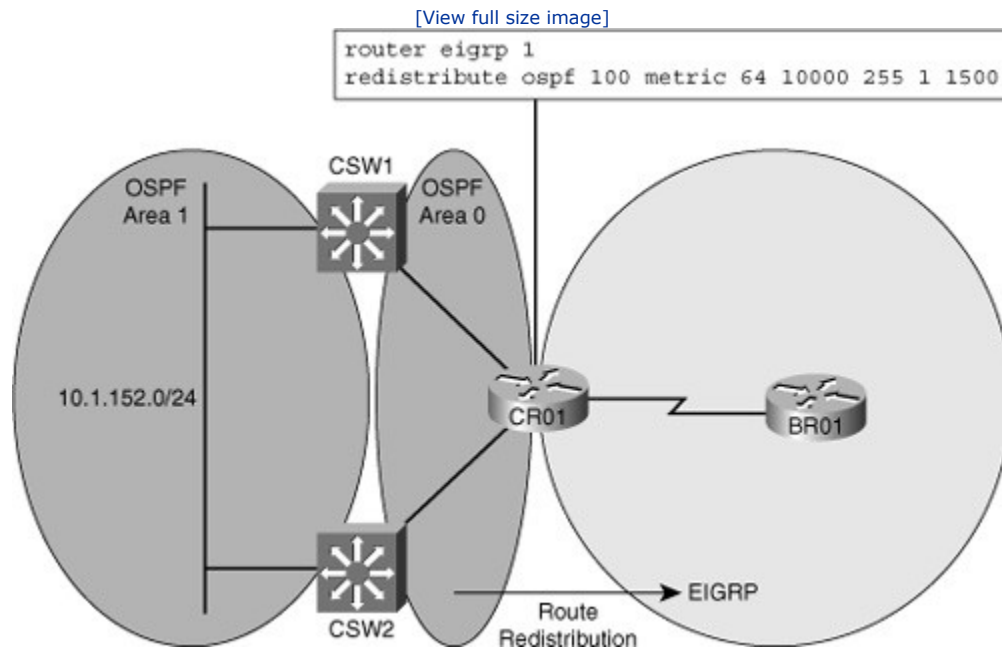 [View full size image]
router eigrp 1
redistribute ospf 100 metric 64 10000 255 1 1500
CSW1
OSPF
Area 1
OSPF
Area 0
10.1.152.0/24
CR01
BR01
CSW2
EIGRP
Route
Redistribution